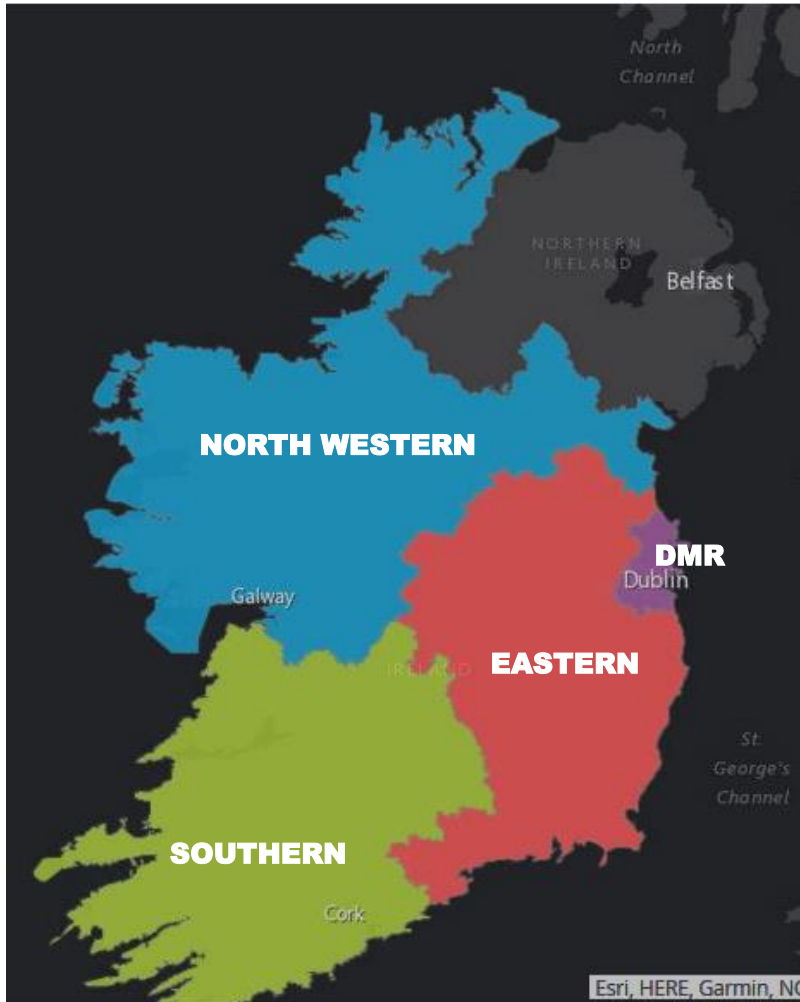 North
Channel
NORTHERN
IRELAND
Belfast
NORTH WESTERN
DMR
Dublin
Galway
EASTERN
IRELAND
St.
George's
Channel
SOUTHERN
Cork
Esri, HERE, Garmin,